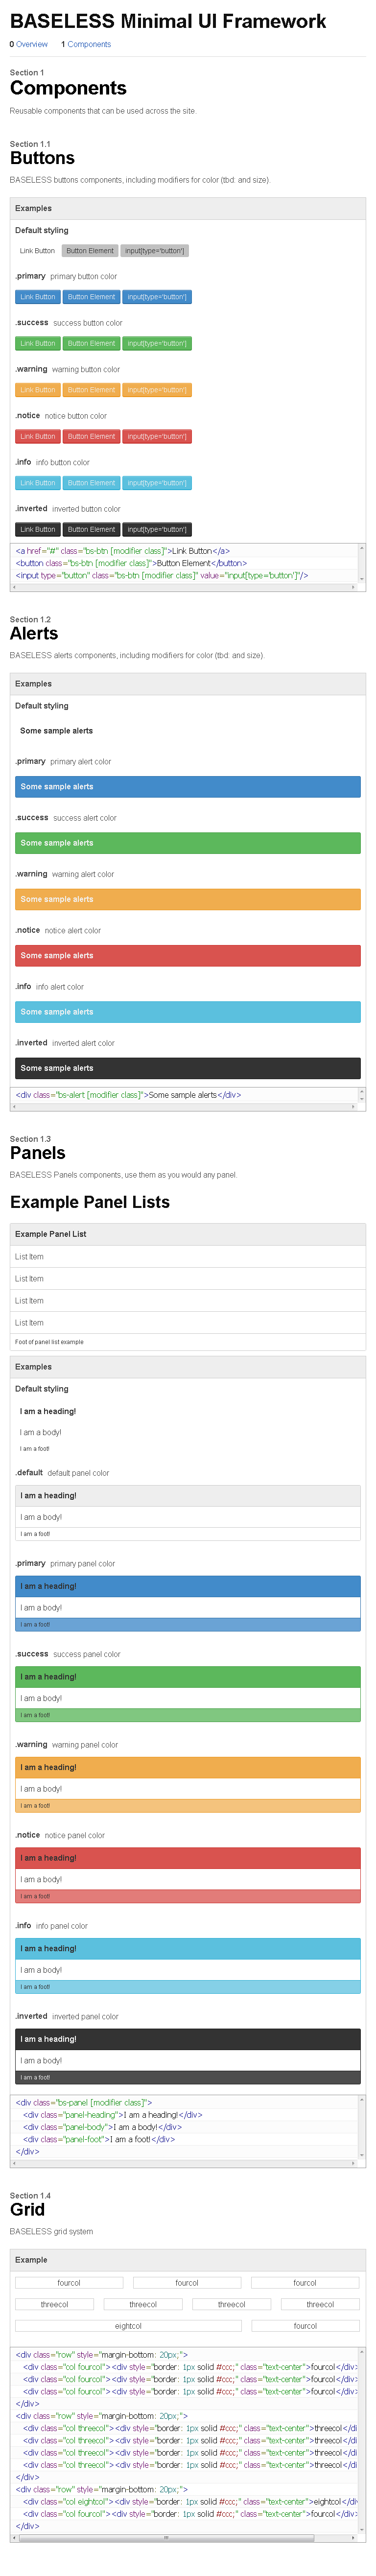 BASELESS Minimal UI Framework
0 Overview 1 Components
Section 1
Components
Reusable components that can be used across the site.
Section 1.1
Buttons
BASELESS buttons components, including modifiers for color (tbd: and size).
Examples
Default styling
Link Button Button Element input[type='button']
.primary primary button color
Link Button Button Element input[type='button']
.success success button color
Link Button Button Element input[type='button']
.warning warning button color
Link Button Button Element input[type='button']
.notice notice button color
Link Button Button Element input[type='button']
.info info button color
Link Button Button Element input[type='button']
.inverted inverted button color
Link Button Button Element input[type='button']
<a href="#" class="bs-btn [modifier class]">Link Button</a>
<button class="bs-btn [modifier class]">Button Element</button>
<input type="button" class="bs-btn [modifier class]" value="input[type='button']"/>
Section 1.2
Alerts
BASELESS alerts components, including modifiers for color (tbd: and size).
Examples
Default styling
Some sample alerts
.primary primary alert color
Some sample alerts
.success success alert color
Some sample alerts
.warning warning alert color
Some sample alerts
.notice notice alert color
Some sample alerts
.info info alert color
Some sample alerts
.inverted inverted alert color
Some sample alerts
<div class="bs-alert [modifier class]">Some sample alerts</div>
Section 1.3
Panels
BASELESS Panels components, use them as you would any panel.
Example Panel Lists
Example Panel List
List Item
List Item
List Item
List Item
Foot of panel list example
Examples
Default styling
I am a heading!
I am a body!
I am a foot!
.default default panel color
I am a heading!
I am a body!
I am a foot!
.primary primary panel color
I am a heading!
I am a body!
I am a foot!
.success success panel color
I am a heading!
I am a body!
I am a foot!
.warning warning panel color
I am a heading!
I am a body!
I am a foot!
.notice notice panel color
I am a heading!
I am a body!
I am a foot!
.info info panel color
I am a heading!
I am a body!
I am a foot!
.inverted inverted panel color
I am a heading!
I am a body!
I am a foot!
<div class="bs-panel [modifier class]">
<div class="panel-heading">I am a heading!</div>
<div class="panel-body">I am a body!</div>
<div class="panel-foot">I am a foot!</div>
</div>
Section 1.4
Grid
BASELESS grid system
Example
fourcol fourcol fourcol
threecol threecol threecol threecol
eightcol fourcol
<div class="row" style="margin-bottom: 20px;">
<div class="col fourcol"><div style="border: 1px solid #ccc;" class="text-center">fourcol</div>
<div class="col fourcol"><div style="border: 1px solid #ccc;" class="text-center">fourcol</div>
<div class="col fourcol"><div style="border: 1px solid #ccc;" class="text-center">fourcol</div>
</div>
<div class="row" style="margin-bottom: 20px;">
<div class="col threecol"><div style="border: 1px solid #ccc;" class="text-center">threecol</di
<div class="col threecol"><div style="border: 1px solid #ccc;" class="text-center">threecol</di
<div class="col threecol"><div style="border: 1px solid #ccc;" class="text-center">threecol</di
<div class="col threecol"><div style="border: 1px solid #ccc;" class="text-center">threecol</di
</div>
<div class="row" style="margin-bottom: 20px;">
<div class="col eightcol"><div style="border: 1px solid #ccc;" class="text-center">eightcol</di
<div class="col fourcol"><div style="border: 1px solid #ccc;" class="text-center">fourcol</div>
</div>